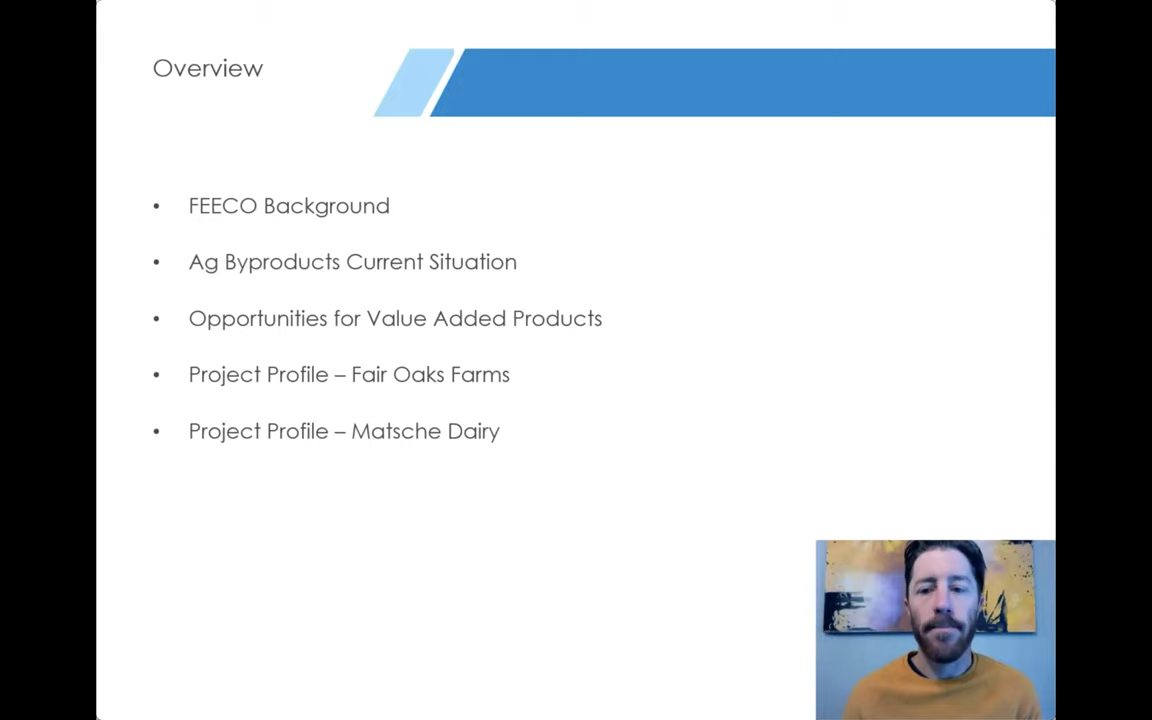 Overview
• FEECO Background
• Ag Byproducts Current Situation
• Opportunities for Value Added Products
• Project Profile – Fair Oaks Farms
• Project Profile – Matsche Dairy